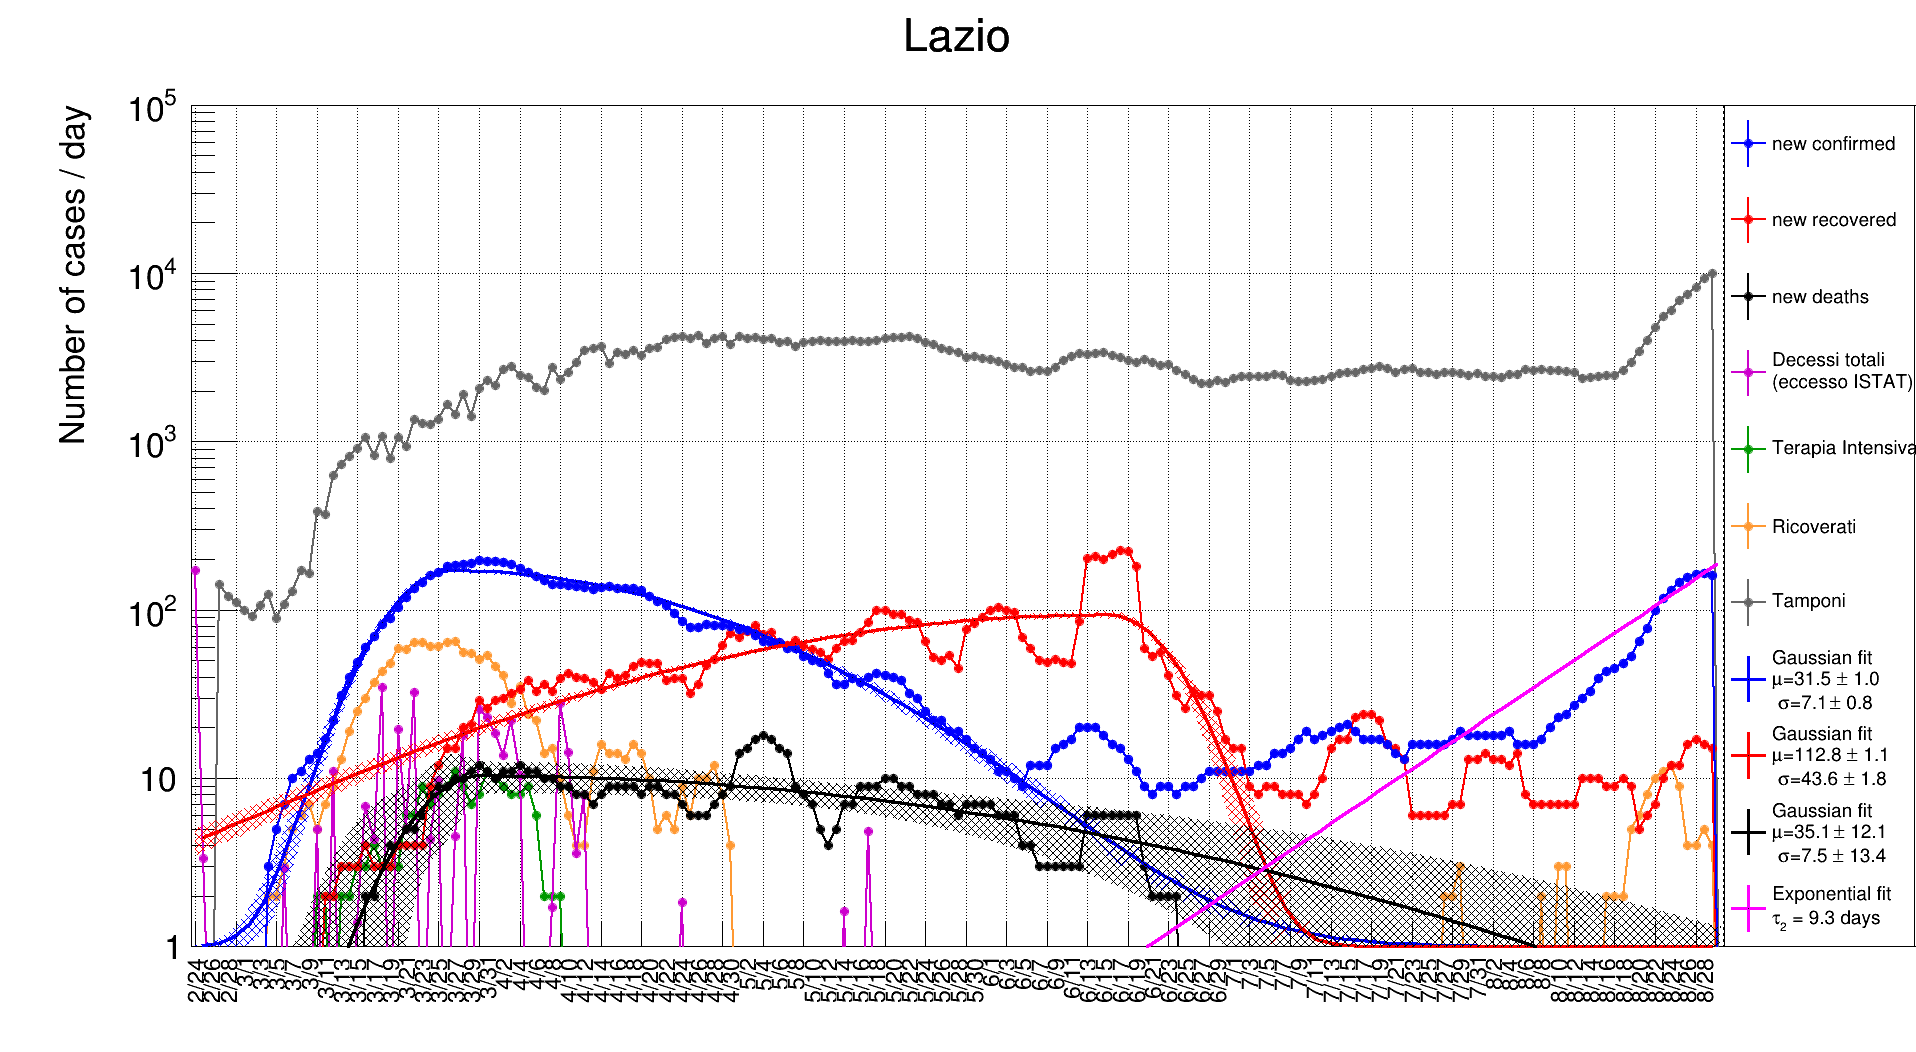 Lazio
Number of cases / day
10^5
10^4
10^3
10^2
10
1
2/24 2/26 2/28 3/1 3/3 3/5 3/7 3/9 3/11 3/13 3/15 3/17 3/19 3/21 3/23 3/25 3/27 3/29 3/31 4/2 4/4 4/6 4/8 4/10 4/12 4/14 4/16 4/18 4/20 4/22 4/24 4/26 4/28 4/30 5/2 5/4 5/6 5/8 5/10 5/12 5/14 5/16 5/18 5/20 5/22 5/24 5/26 5/28 5/30 6/1 6/3 6/5 6/7 6/9 6/11 6/13 6/15 6/17 6/19 6/21 6/23 6/25 6/27 6/29 7/1 7/3 7/5 7/7 7/9 7/11 7/13 7/15 7/17 7/19 7/21 7/23 7/25 7/27 7/29 7/31 8/2 8/4 8/6 8/8 8/10 8/12 8/14 8/16 8/18 8/20 8/22 8/24 8/26 8/28
new confirmed
new recovered
new deaths
Decessi totali
(eccesso ISTAT)
Terapia Intensiva
Ricoverati
Tamponi
Gaussian fit
μ=31.5 ± 1.0
σ=7.1 ± 0.8
Gaussian fit
μ=112.8 ± 1.1
σ=43.6 ± 1.8
Gaussian fit
μ=35.1 ± 12.1
σ=7.5 ± 13.4
Exponential fit
τ₂ = 9.3 days